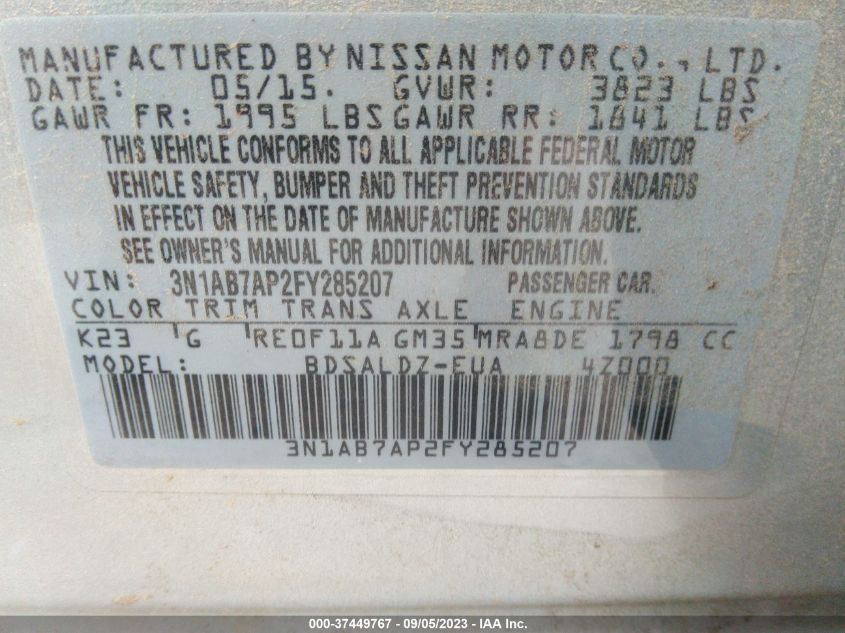 MANUFACTURED BY NISSAN MOTOR CO., LTD.
DATE: 05/15. GVWR: 3823 LBS
GAWR FR: 1995 LBS GAWR RR: 1841 LBS
THIS VEHICLE CONFORMS TO ALL APPLICABLE FEDERAL MOTOR
VEHICLE SAFETY, BUMPER AND THEFT PREVENTION STANDARDS
IN EFFECT ON THE DATE OF MANUFACTURE SHOWN ABOVE.
SEE OWNER'S MANUAL FOR ADDITIONAL INFORMATION.
VIN: 3N1AB7AP2FY285207 PASSENGER CAR.
COLOR TRIM TRANS AXLE ENGINE
K23 G RE0F11A GM35 MRA8DE 1798 CC
MODEL: BDSALDZ-EUA 4Z000
3N1AB7AP2FY285207
000-37449767 - 09/05/2023 - IAA Inc.